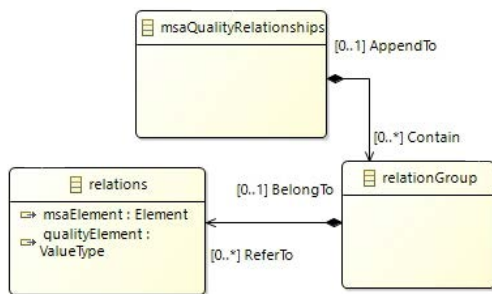 msaQualityRelationships
[0..1] AppendTo
[0..*] Contain
relations
msaElement : Element
qualityElement :
ValueType
[0..1] BelongTo
relationGroup
[0..*] ReferTo